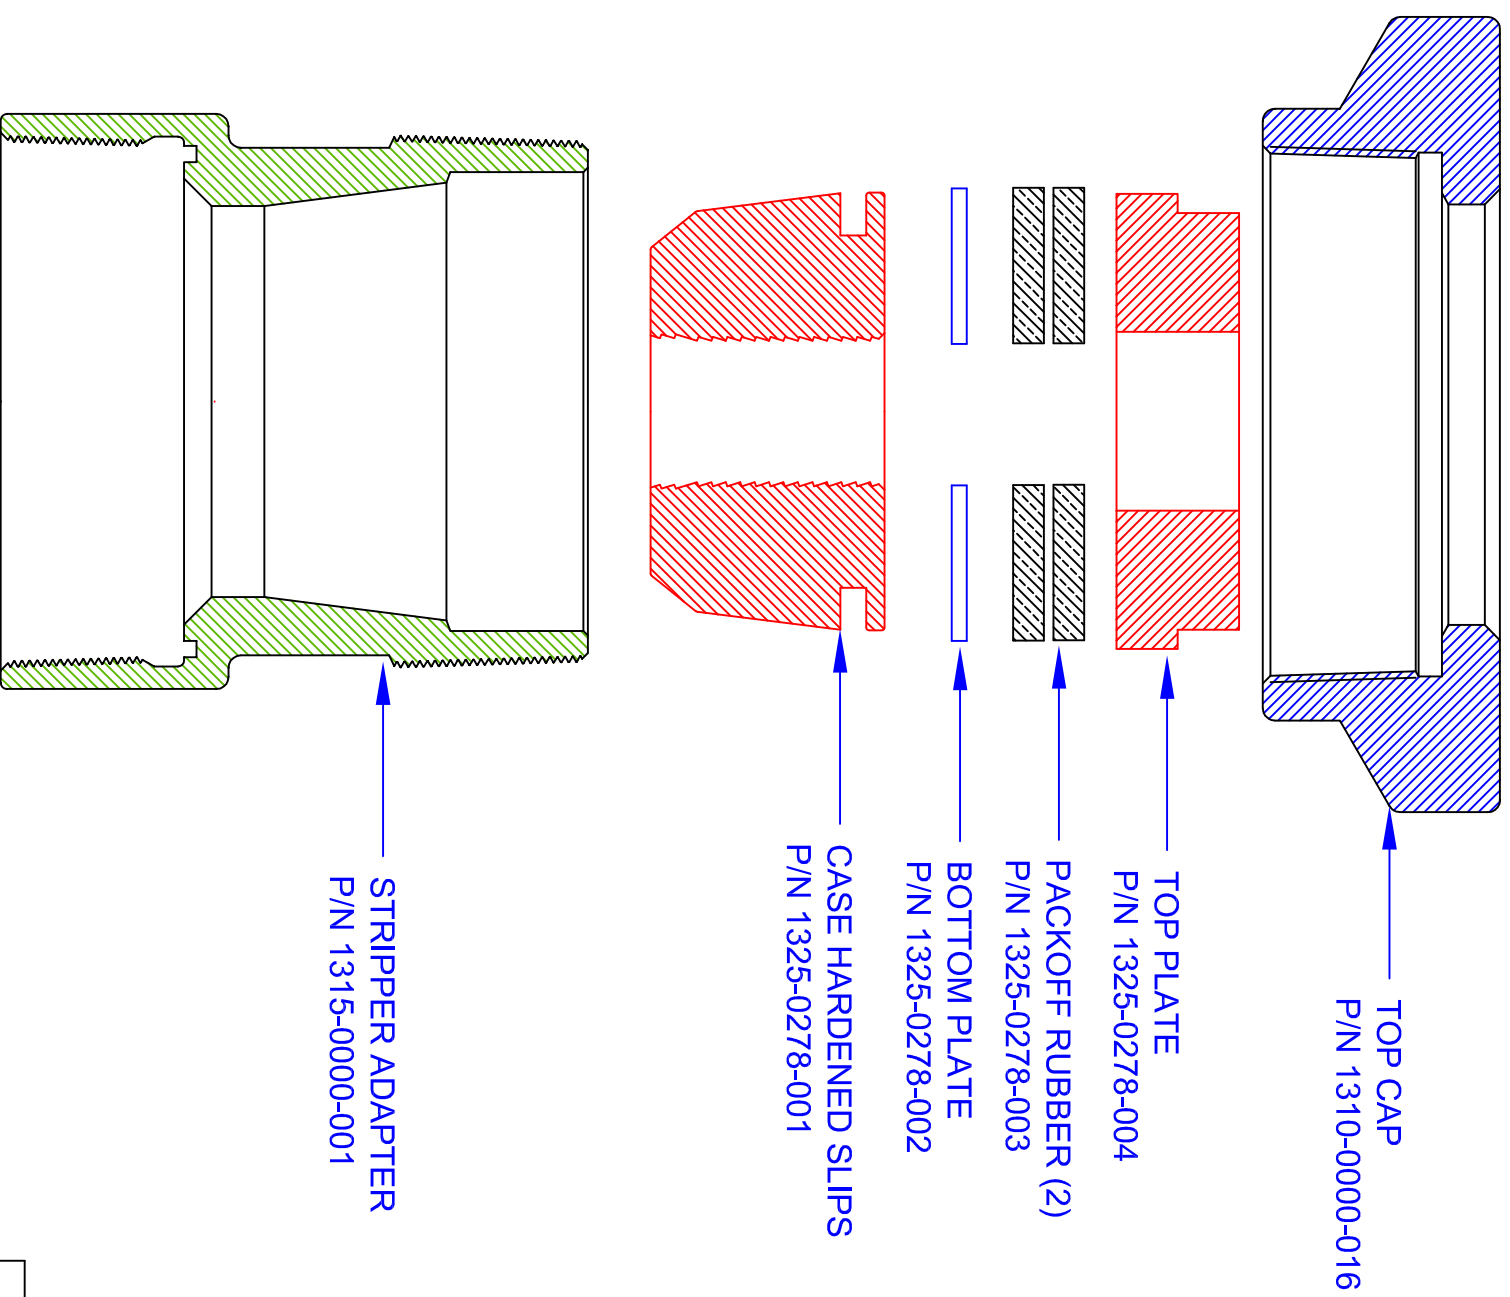 TOP CAP
P/N 1310-0000-016
TOP PLATE
P/N 1325-0278-004
PACKOFF RUBBER (2)
P/N 1325-0278-003
BOTTOM PLATE
P/N 1325-0278-002
CASE HARDENED SLIPS
P/N 1325-0278-001
STRIPPER ADAPTER
P/N 1315-0000-001